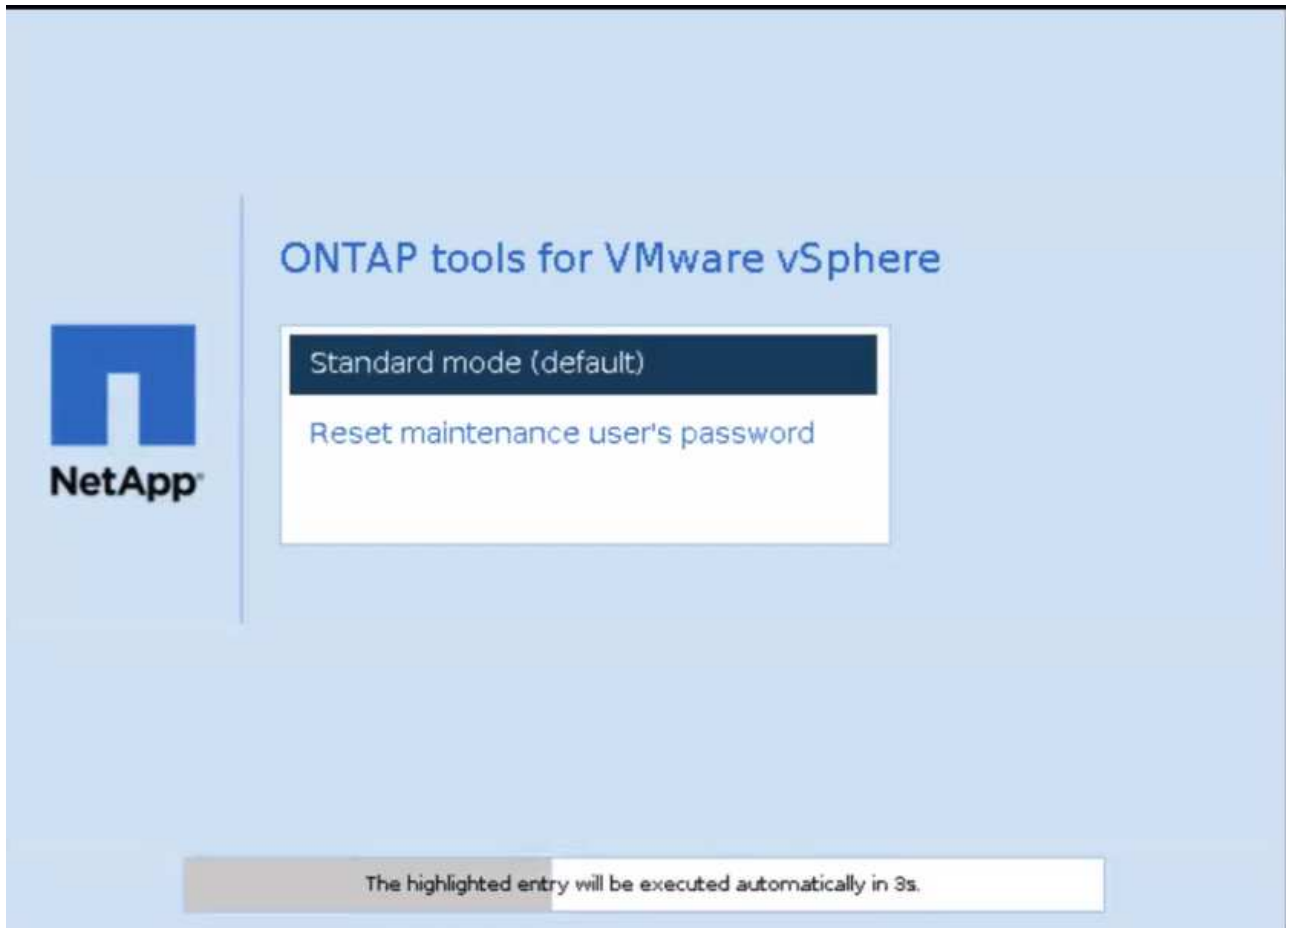 ONTAP tools for VMware vSphere
Standard mode (default)
Reset maintenance user's password
NetApp
The highlighted entry will be executed automatically in 3s.